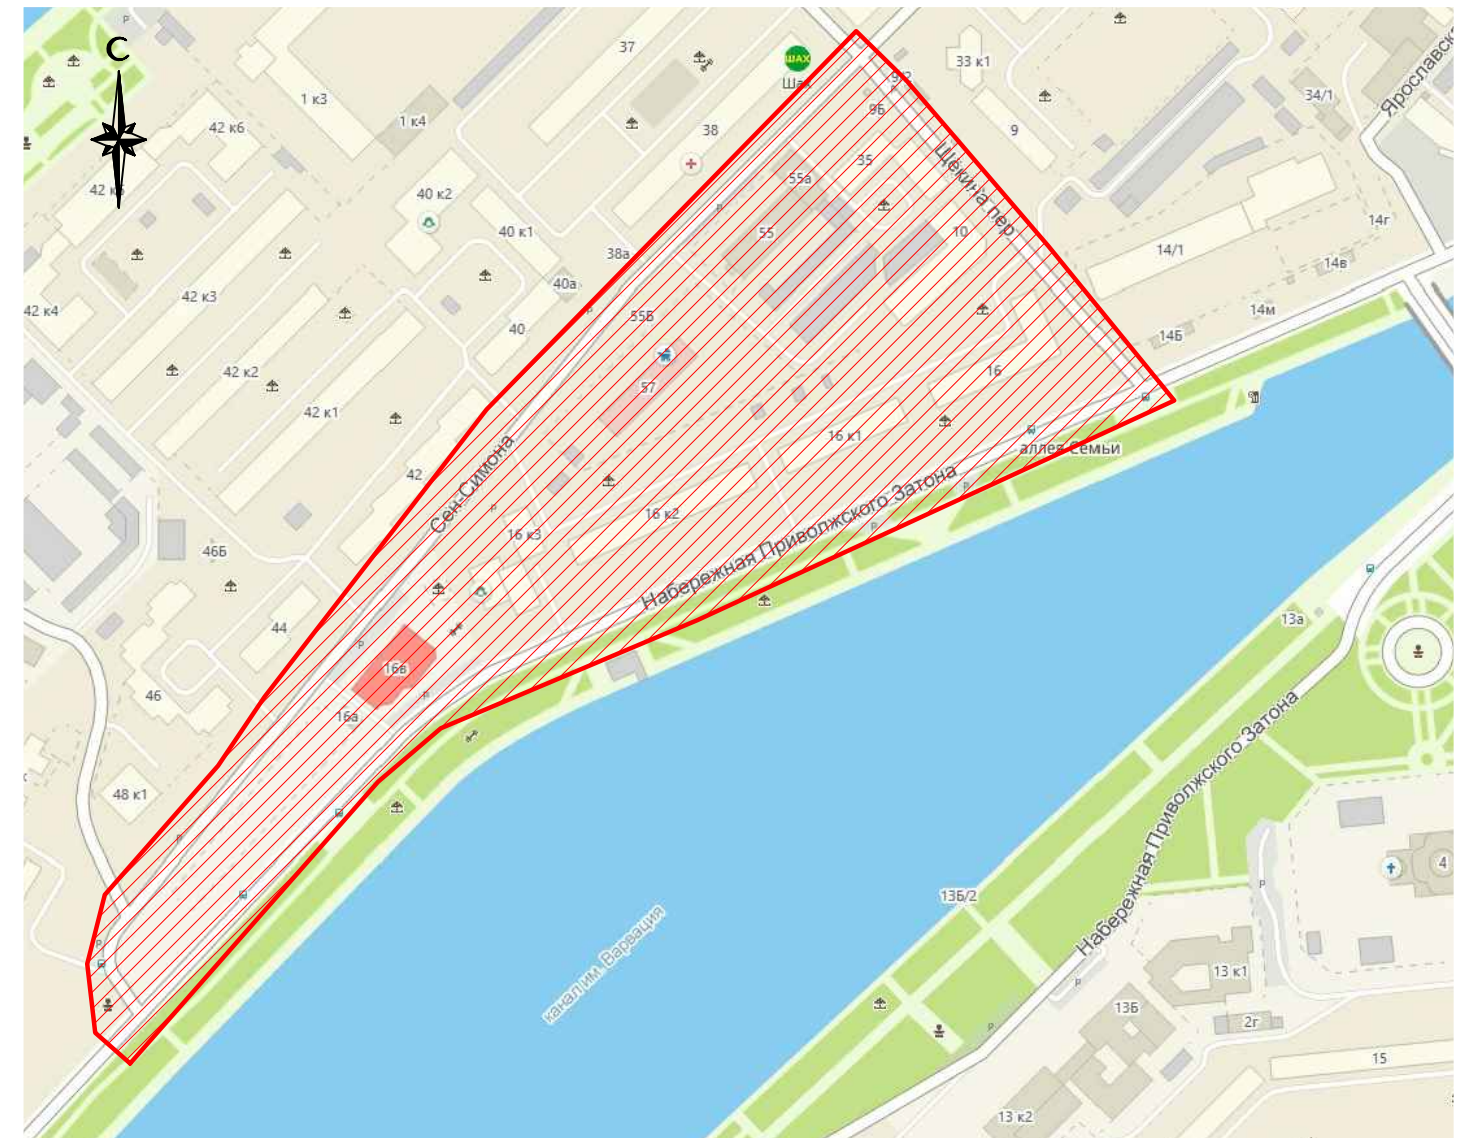 С
ШАХ
Шах
37
33 к1
9/2
34/1
Ярославска
1 к3
1 к4
42 к6
38
9Б
9
35
Щёкина пер
55а
40 к2
40 к1
14г
38а
55
10
14/1
14в
42 к3
40а
14м
42 к4
40
55Б
14Б
42 к2
57
16
42 к1
16 к1
аллея Семьи
Сен-Симона
42
16 к2
16 к3
Набережная Приволжского Затона
46Б
13а
44
16в
46
16а
Набережная Приволжского Затона
48 к1
4
13Б/2
канал им. Варвация
13 к1
13Б
2г
15
13 к2